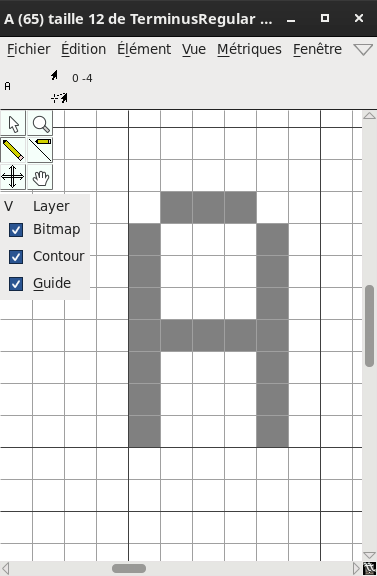 A (65) taille 12 de TerminusRegular ...
Fichier Édition Élément Vue Métriques Fenêtre
A 0 -4
V Layer
Bitmap
Contour
Guide